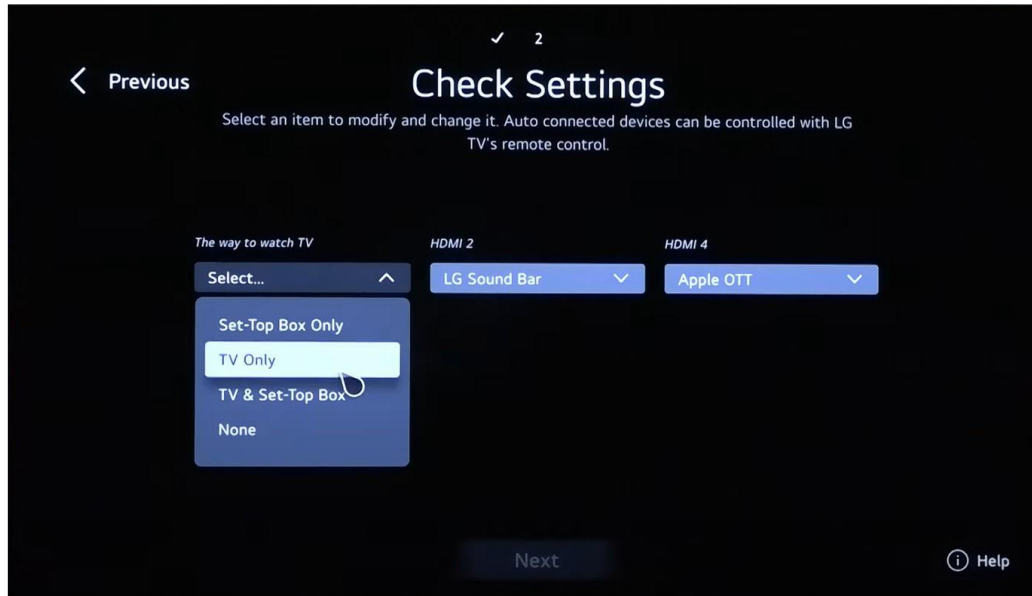 ✓ 2
Previous
Check Settings
Select an item to modify and change it. Auto connected devices can be controlled with LG
TV's remote control.
The way to watch TV
HDMI 2
HDMI 4
Select...
LG Sound Bar
Apple OTT
Set-Top Box Only
TV Only
TV & Set-Top Box
None
Next
Help